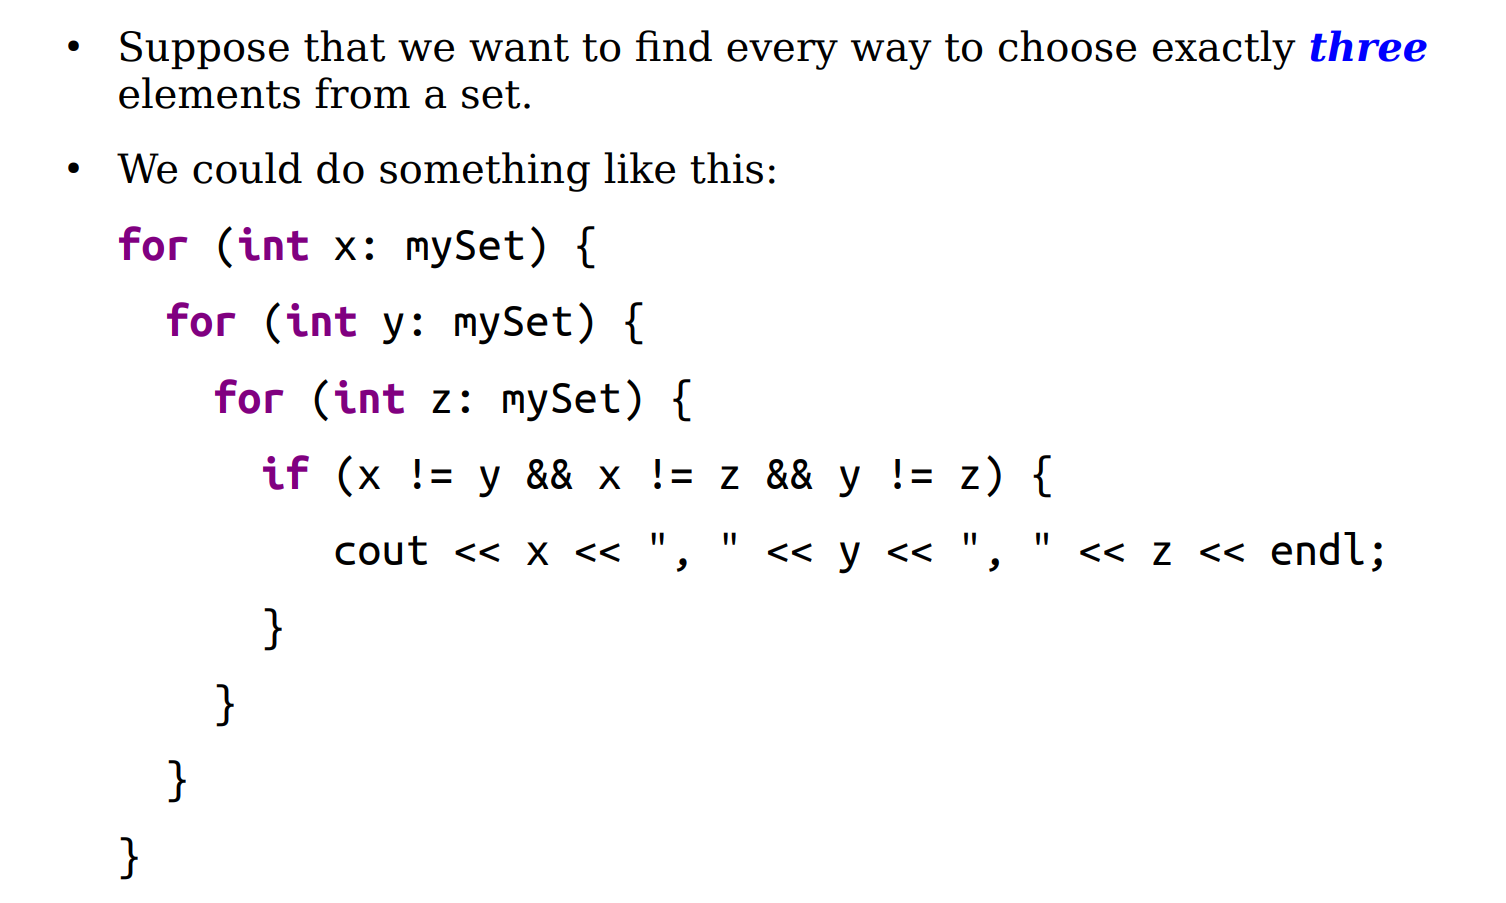 • Suppose that we want to find every way to choose exactly three
elements from a set.
• We could do something like this:
for (int x: mySet) {
  for (int y: mySet) {
    for (int z: mySet) {
      if (x != y && x != z && y != z) {
         cout << x << ", " << y << ", " << z << endl;
      }
    }
  }
}